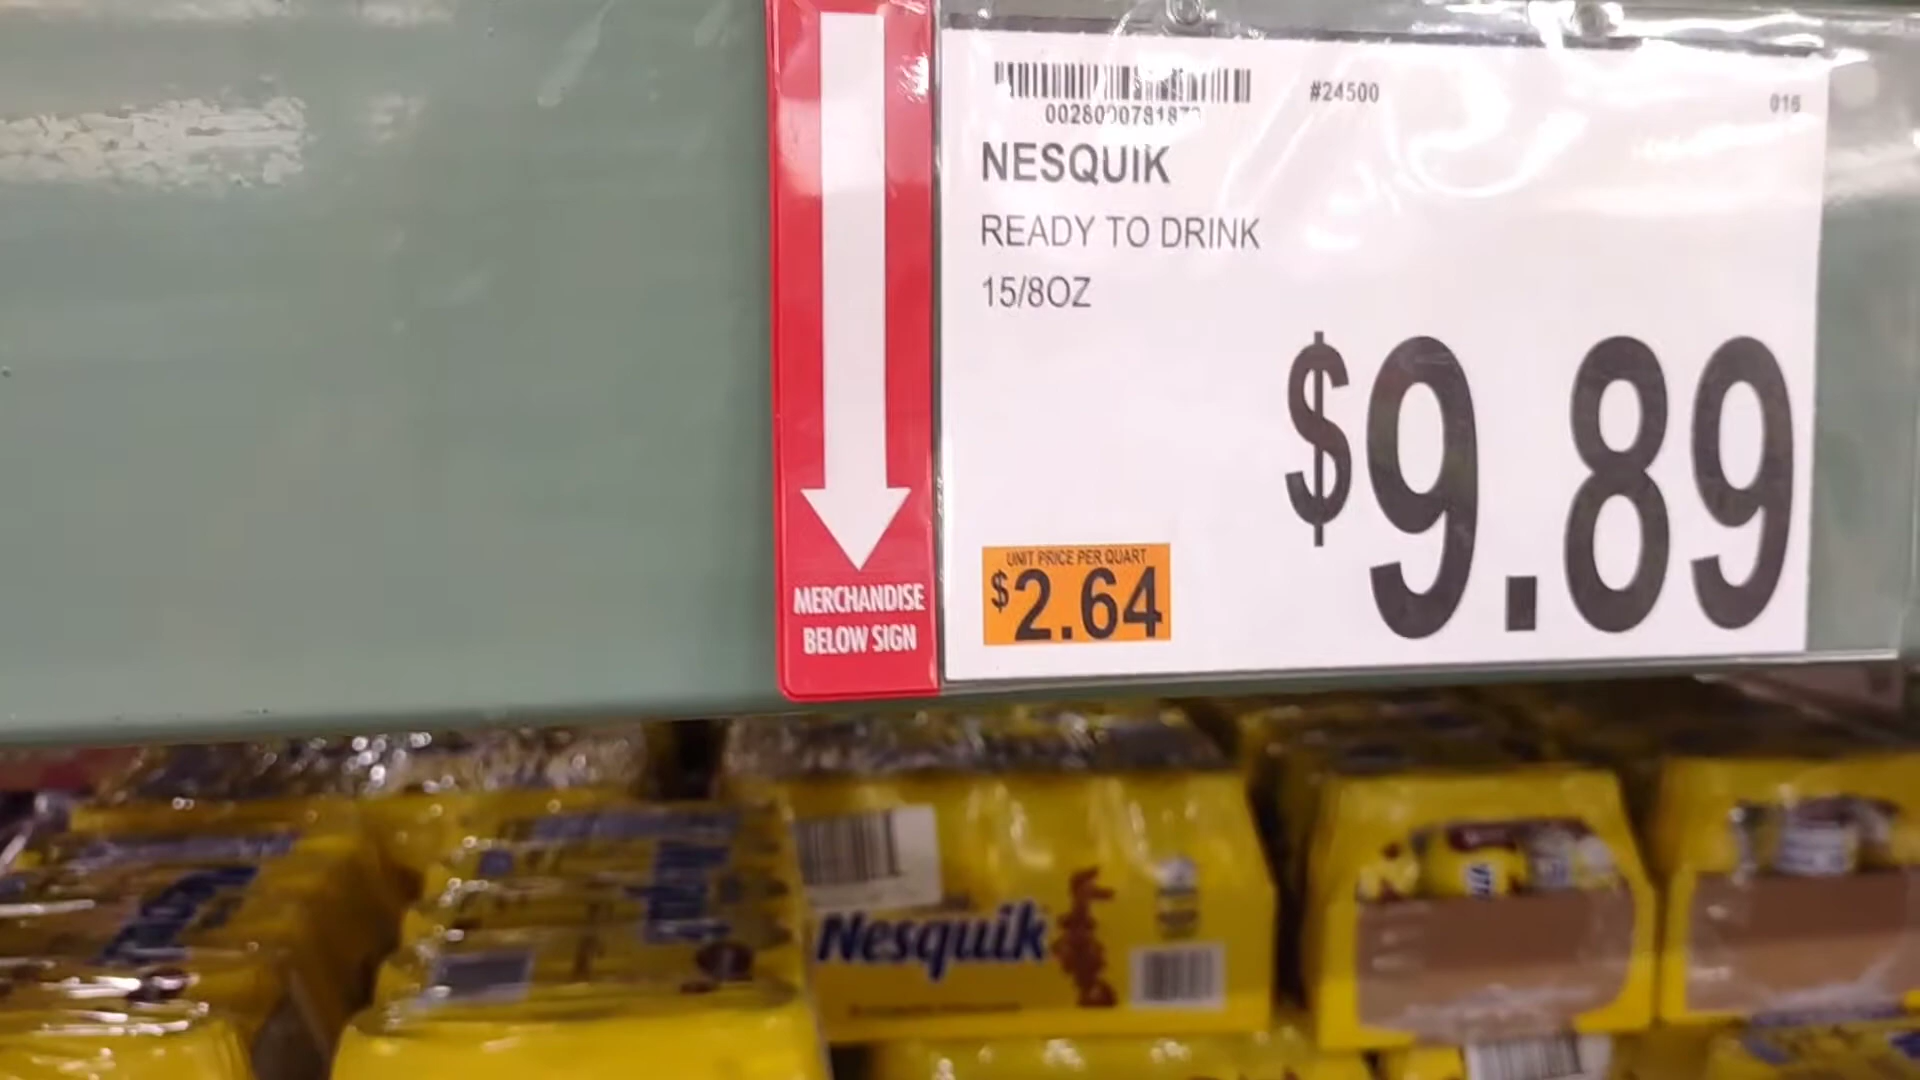 #24500
016
NESQUIK
READY TO DRINK
15/8OZ
$9.89
UNIT PRICE PER QUART
$2.64
MERCHANDISE
BELOW SIGN
Nesquik